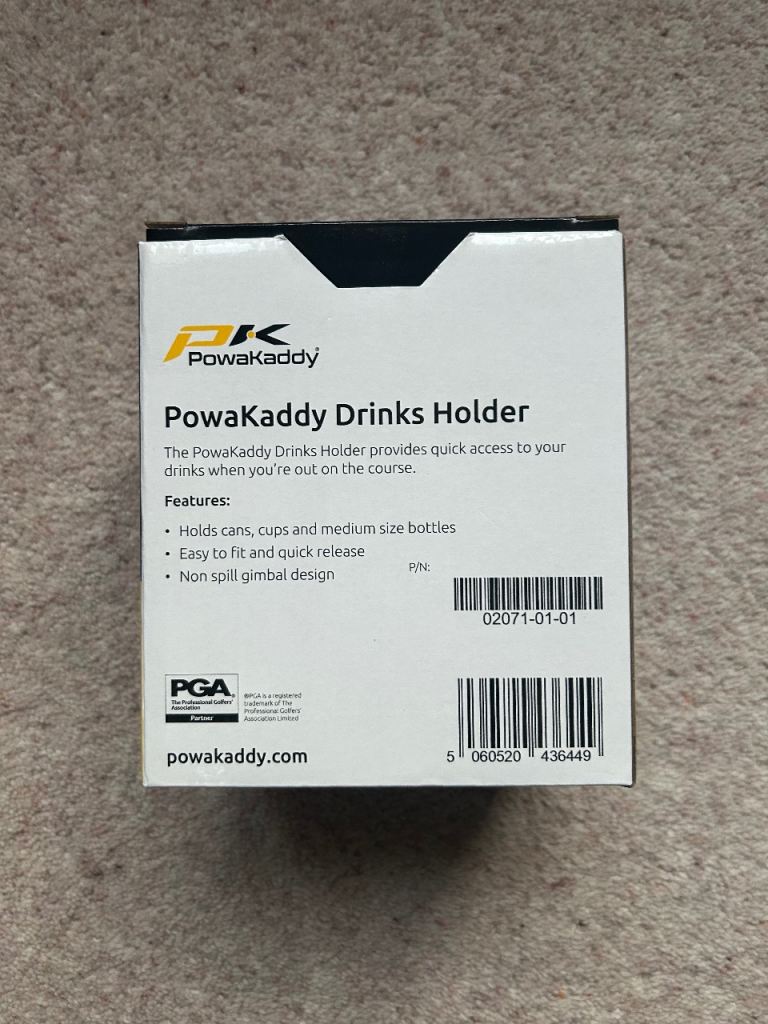 PK
PowaKaddy®
PowaKaddy Drinks Holder
The PowaKaddy Drinks Holder provides quick access to your
drinks when you're out on the course.
Features:
• Holds cans, cups and medium size bottles
• Easy to fit and quick release
• Non spill gimbal design
P/N:
02071-01-01
PGA®
The Professional Golfers'
Association
Partner
®PGA is a registered
trademark of The
Professional Golfers'
Association Limited
powakaddy.com
5 060520 436449